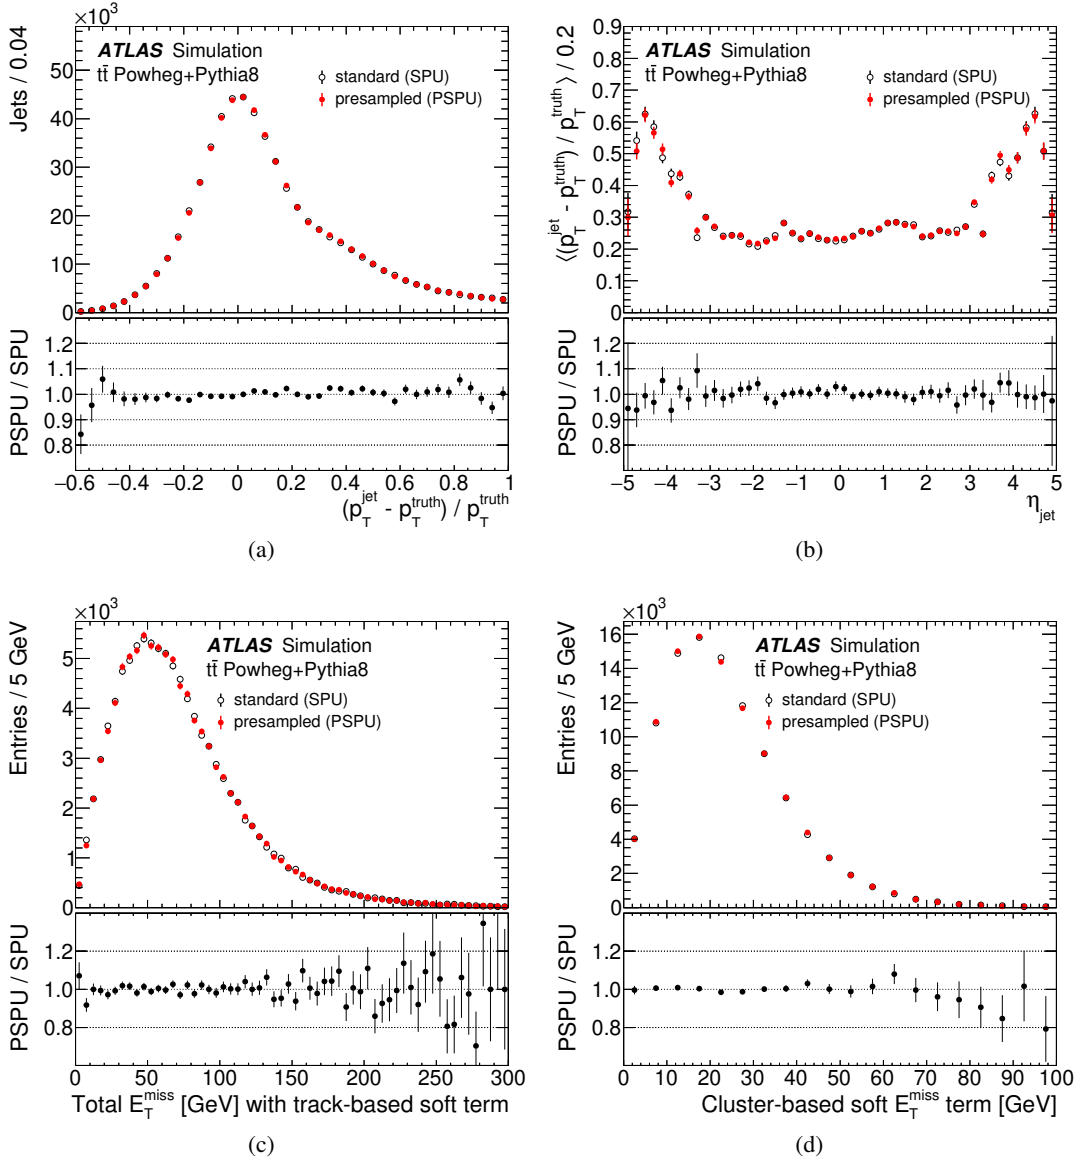 ×10³
Jets / 0.04
ATLAS Simulation
tt̄ Powheg+Pythia8
standard (SPU)
presampled (PSPU)
50
40
30
20
10
0
PSPU / SPU
1.2
1.1
1.0
0.9
0.8
−0.6 −0.4 −0.2 0 0.2 0.4 0.6 0.8 1
(p_T^jet - p_T^truth) / p_T^truth
(a)
⟨(p_T^jet - p_T^truth) / p_T^truth⟩ / 0.2
ATLAS Simulation
tt̄ Powheg+Pythia8
standard (SPU)
presampled (PSPU)
0.9
0.8
0.7
0.6
0.5
0.4
0.3
0.2
0.1
0
PSPU / SPU
1.2
1.1
1.0
0.9
0.8
−5 −4 −3 −2 −1 0 1 2 3 4 5
η_jet
(b)
×10³
Entries / 5 GeV
ATLAS Simulation
tt̄ Powheg+Pythia8
standard (SPU)
presampled (PSPU)
5
4
3
2
1
0
PSPU / SPU
1.2
1.0
0.8
0 50 100 150 200 250 300
Total E_T^miss [GeV] with track-based soft term
(c)
×10³
Entries / 5 GeV
ATLAS Simulation
tt̄ Powheg+Pythia8
standard (SPU)
presampled (PSPU)
16
14
12
10
8
6
4
2
0
PSPU / SPU
1.2
1.0
0.8
0 10 20 30 40 50 60 70 80 90 100
Cluster-based soft E_T^miss term [GeV]
(d)